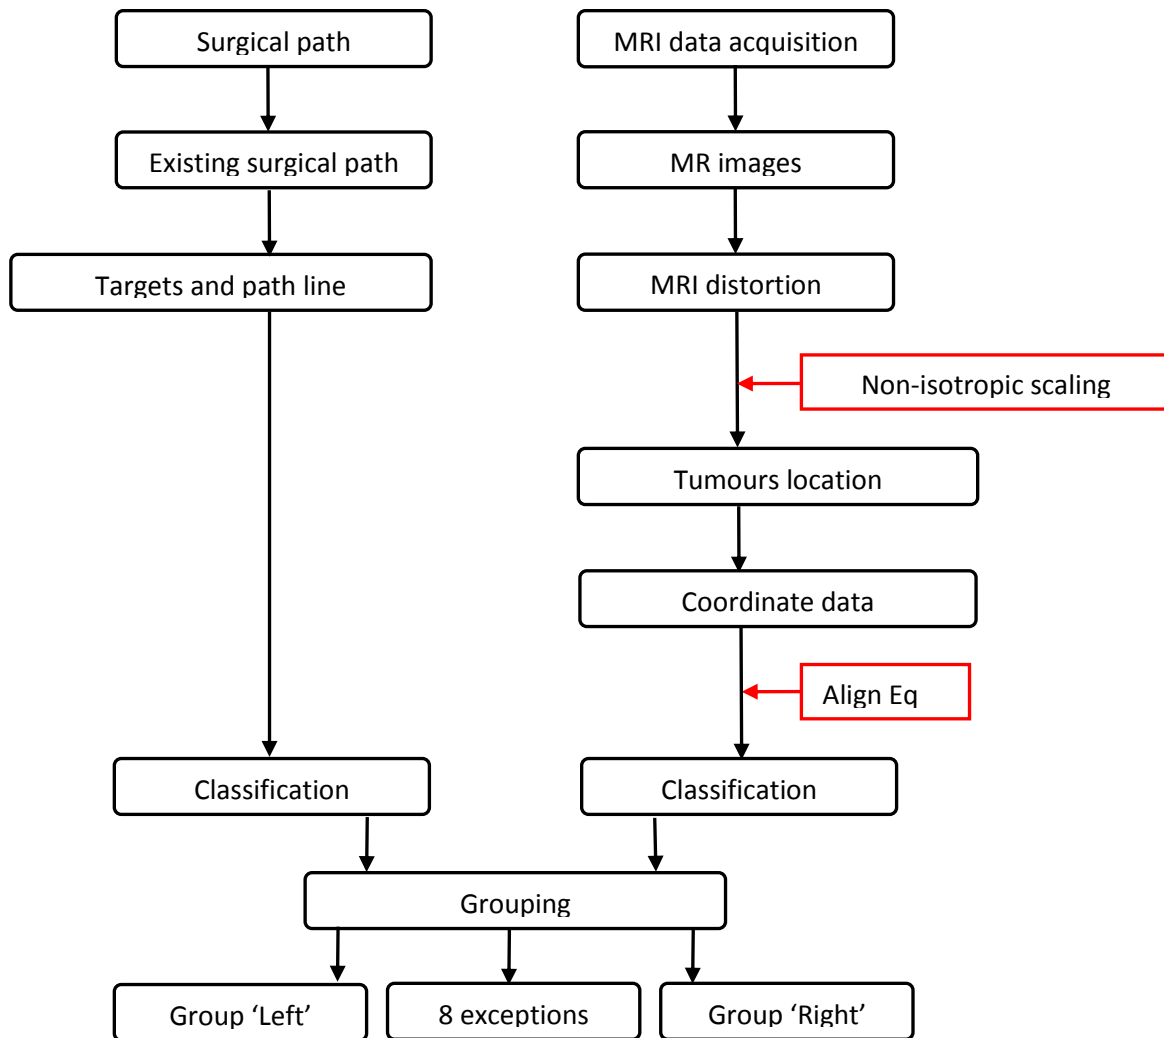 Surgical path
MRI data acquisition
Existing surgical path
MR images
Targets and path line
MRI distortion
Non-isotropic scaling
Tumours location
Coordinate data
Align Eq
Classification
Classification
Grouping
Group ‘Left’
8 exceptions
Group ‘Right’